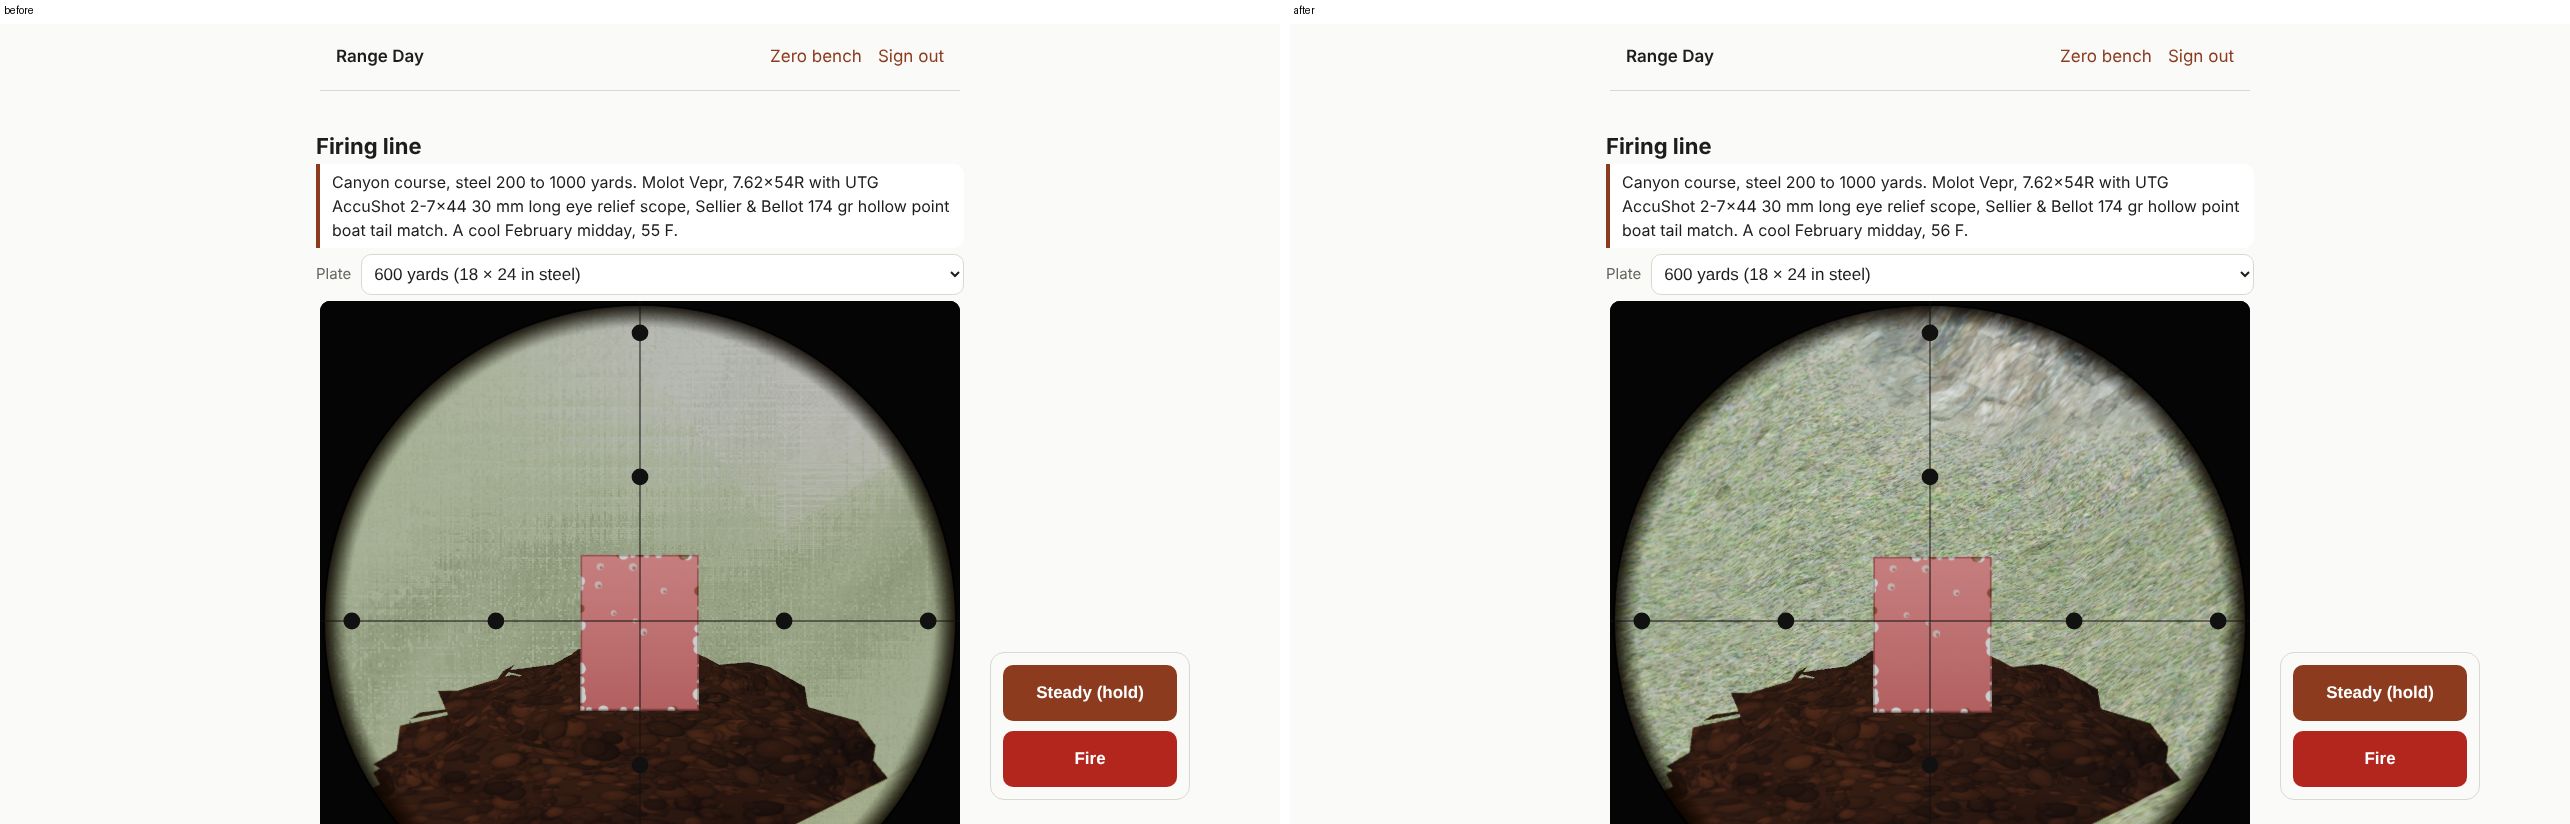 before
Range Day
Zero bench
Sign out
Firing line
Canyon course, steel 200 to 1000 yards. Molot Vepr, 7.62×54R with UTG
AccuShot 2-7×44 30 mm long eye relief scope, Sellier & Bellot 174 gr hollow point
boat tail match. A cool February midday, 55 F.
Plate
600 yards (18 × 24 in steel)
Steady (hold)
Fire
after
Range Day
Zero bench
Sign out
Firing line
Canyon course, steel 200 to 1000 yards. Molot Vepr, 7.62×54R with UTG
AccuShot 2-7×44 30 mm long eye relief scope, Sellier & Bellot 174 gr hollow point
boat tail match. A cool February midday, 56 F.
Plate
600 yards (18 × 24 in steel)
Steady (hold)
Fire